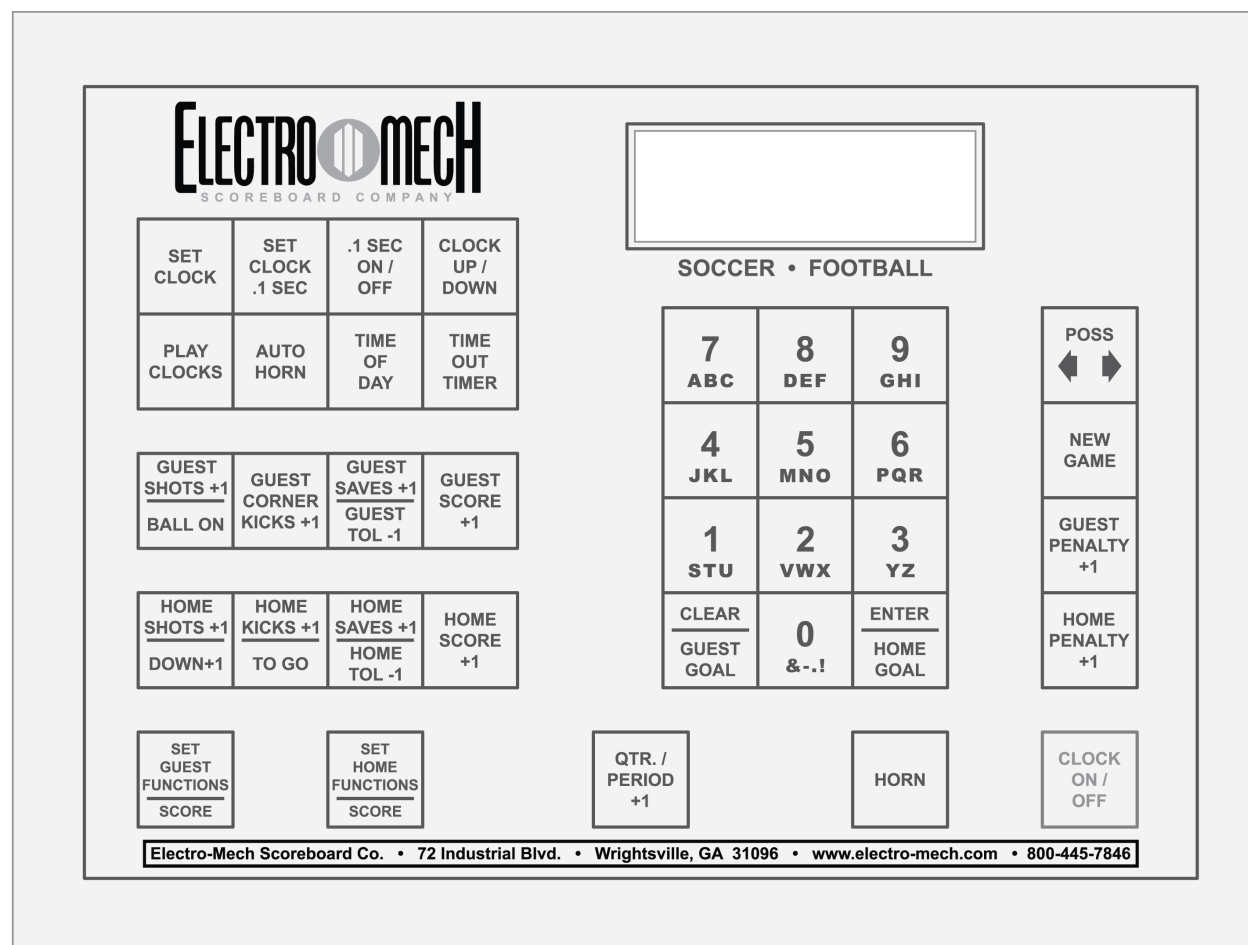 ELECTRO MECH
SCOREBOARD COMPANY
SOCCER • FOOTBALL
SET
CLOCK
SET
CLOCK
.1 SEC
.1 SEC
ON /
OFF
CLOCK
UP /
DOWN
PLAY
CLOCKS
AUTO
HORN
TIME
OF
DAY
TIME
OUT
TIMER
GUEST
SHOTS +1
BALL ON
GUEST
CORNER
KICKS +1
GUEST
SAVES +1
GUEST
TOL -1
GUEST
SCORE
+1
HOME
SHOTS +1
DOWN+1
HOME
KICKS +1
TO GO
HOME
SAVES +1
HOME
TOL -1
HOME
SCORE
+1
SET
GUEST
FUNCTIONS
SCORE
SET
HOME
FUNCTIONS
SCORE
7
ABC
8
DEF
9
GHI
4
JKL
5
MNO
6
PQR
1
STU
2
VWX
3
YZ
CLEAR
GUEST
GOAL
0
&-.!
ENTER
HOME
GOAL
POSS
NEW
GAME
GUEST
PENALTY
+1
HOME
PENALTY
+1
QTR. /
PERIOD
+1
HORN
CLOCK
ON /
OFF
Electro-Mech Scoreboard Co. • 72 Industrial Blvd. • Wrightsville, GA 31096 • www.electro-mech.com • 800-445-7846